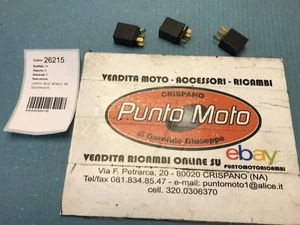 26215
VENDITA MOTO - ACCESSORI - RICAMBI
CRISPANO
Punto Moto
di Garofalo Giuseppe
VENDITA RICAMBI ONLINE SU ebay
PUNTOMOTORICAMBI
Via F. Petrarca, 20 - 80020 CRISPANO (NA)
Tel/fax 081.834.85.47 - e-mail: puntomoto1@alice.it
cell. 320.0306370